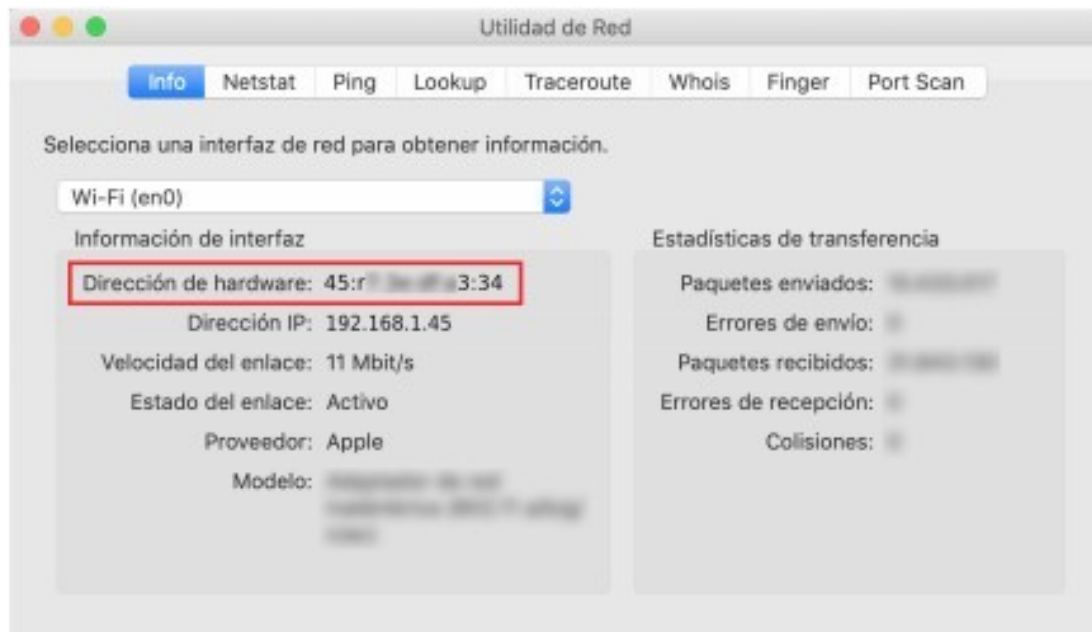 Utilidad de Red
Info Netstat Ping Lookup Traceroute Whois Finger Port Scan
Selecciona una interfaz de red para obtener información.
Wi-Fi (en0)
Información de interfaz
Dirección de hardware: 45:r 3:34
Dirección IP: 192.168.1.45
Velocidad del enlace: 11 Mbit/s
Estado del enlace: Activo
Proveedor: Apple
Modelo:
Estadísticas de transferencia
Paquetes enviados:
Errores de envío:
Paquetes recibidos:
Errores de recepción:
Colisiones: